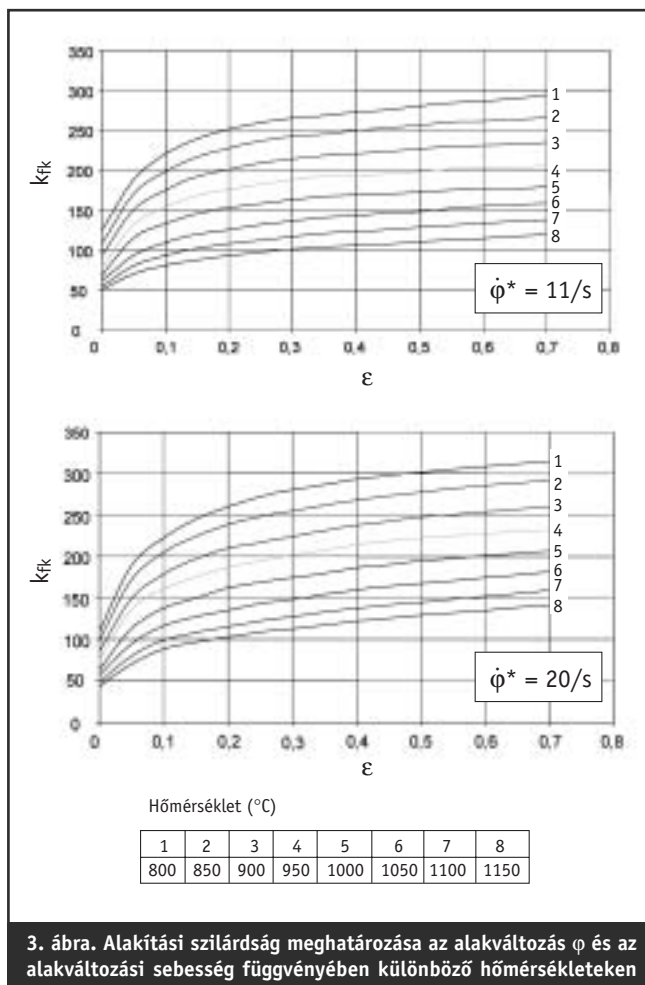 350
300
250
200
150
100
50
0
kfk
0 0,1 0,2 0,3 0,4 0,5 0,6 0,7 0,8
ε
1
2
3
4
5
6
7
8
φ̇* = 11/s
350
300
250
200
150
100
50
0
kfk
0 0,1 0,2 0,3 0,4 0,5 0,6 0,7 0,8
ε
1
2
3
4
5
6
7
8
φ̇* = 20/s
Hőmérséklet (°C)
1 2 3 4 5 6 7 8
800 850 900 950 1000 1050 1100 1150
3. ábra. Alakítási szilárdság meghatározása az alakváltozás φ és az
alakváltozási sebesség függvényében különböző hőmérsékleteken